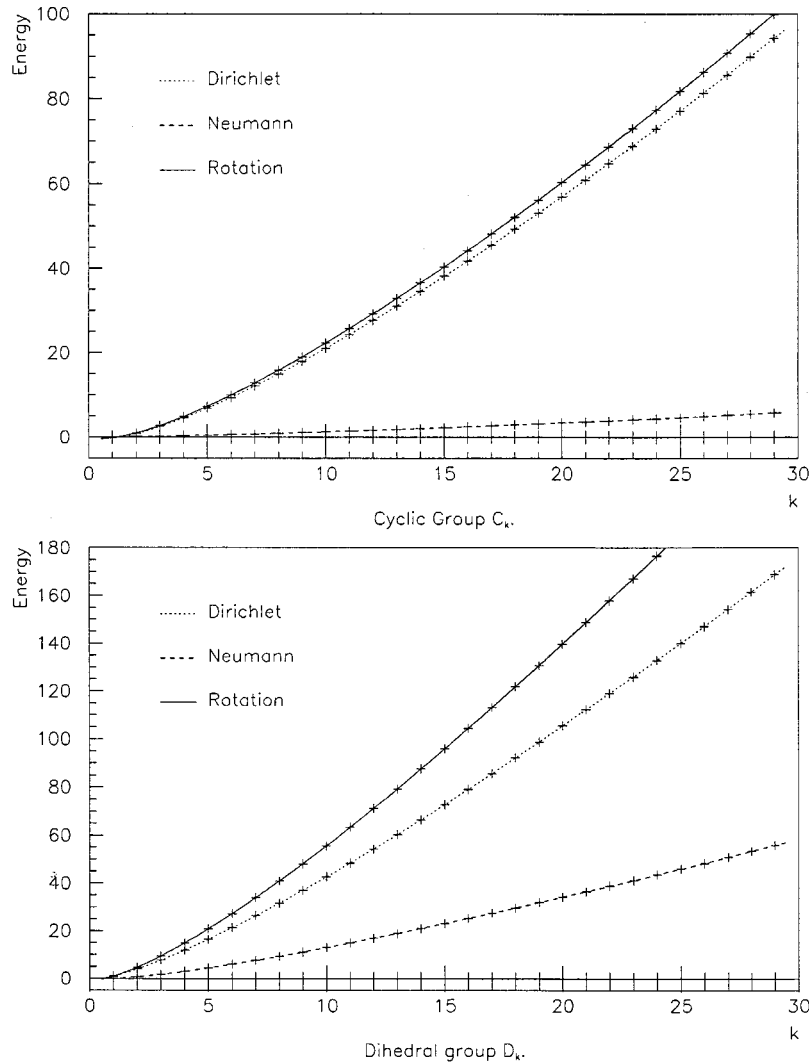 Energy
100
80
60
40
20
0
Dirichlet
Neumann
Rotation
0 5 10 15 20 25 30
k
Cyclic Group Cₖ.
Energy
180
160
140
120
100
80
60
40
20
0
Dirichlet
Neumann
Rotation
0 5 10 15 20 25 30
k
Dihedral group Dₖ.